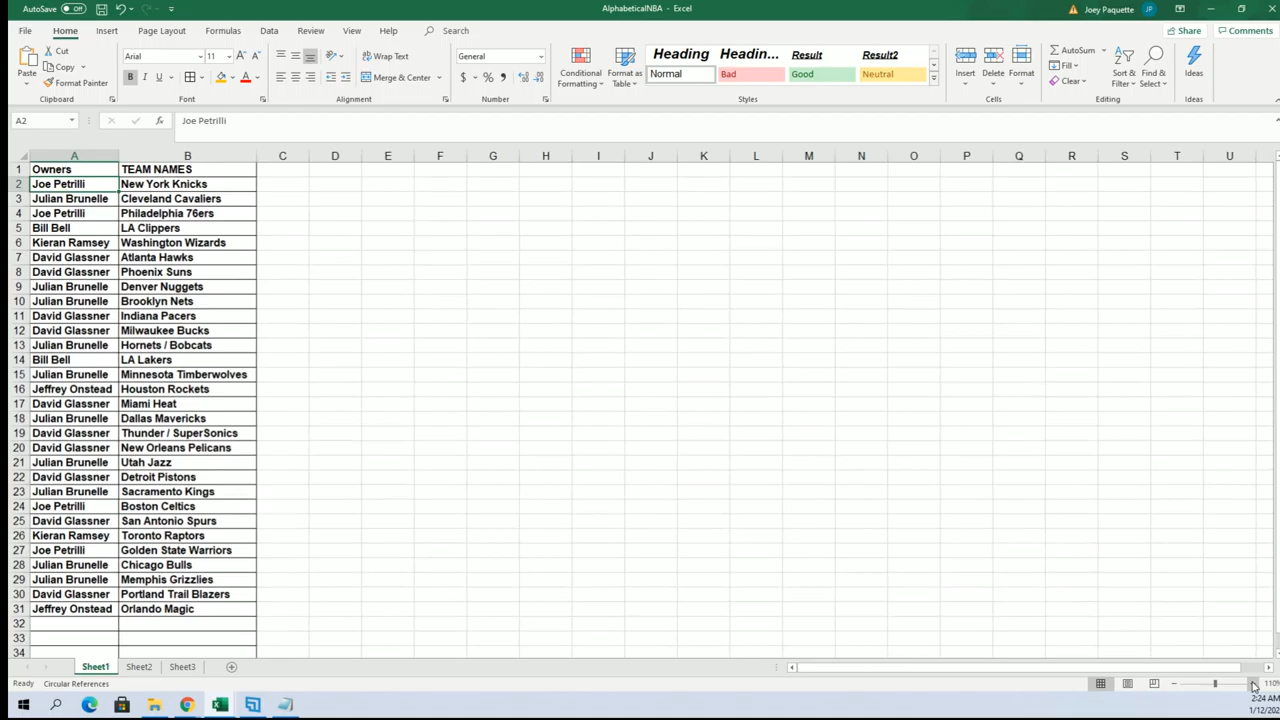 AutoSave Off AlphabeticalNBA - Excel Joey Paquette JP
File Home Insert Page Layout Formulas Data Review View Help Search Share Comments
Paste Cut Copy Format Painter Clipboard
Arial 11 B I U A A A Font
Wrap Text Merge & Center Alignment
General $ % , Number
Conditional Formatting Format as Table
Heading Headin... Result Result2
Normal Bad Good Neutral
Styles
Insert Delete Format Cells
AutoSum Fill Clear Sort & Filter Find & Select Editing
Ideas Ideas
A2 fx Joe Petrilli
A B C D E F G H I J K L M N O P Q R S T U
1 Owners TEAM NAMES
2 Joe Petrilli New York Knicks
3 Julian Brunelle Cleveland Cavaliers
4 Joe Petrilli Philadelphia 76ers
5 Bill Bell LA Clippers
6 Kieran Ramsey Washington Wizards
7 David Glassner Atlanta Hawks
8 David Glassner Phoenix Suns
9 Julian Brunelle Denver Nuggets
10 Julian Brunelle Brooklyn Nets
11 David Glassner Indiana Pacers
12 David Glassner Milwaukee Bucks
13 Julian Brunelle Hornets / Bobcats
14 Bill Bell LA Lakers
15 Julian Brunelle Minnesota Timberwolves
16 Jeffrey Onstead Houston Rockets
17 David Glassner Miami Heat
18 Julian Brunelle Dallas Mavericks
19 David Glassner Thunder / SuperSonics
20 David Glassner New Orleans Pelicans
21 Julian Brunelle Utah Jazz
22 David Glassner Detroit Pistons
23 Julian Brunelle Sacramento Kings
24 Joe Petrilli Boston Celtics
25 David Glassner San Antonio Spurs
26 Kieran Ramsey Toronto Raptors
27 Joe Petrilli Golden State Warriors
28 Julian Brunelle Chicago Bulls
29 Julian Brunelle Memphis Grizzlies
30 David Glassner Portland Trail Blazers
31 Jeffrey Onstead Orlando Magic
32
33
34
Sheet1 Sheet2 Sheet3
Ready Circular References 110%
2:24 AM
1/12/202